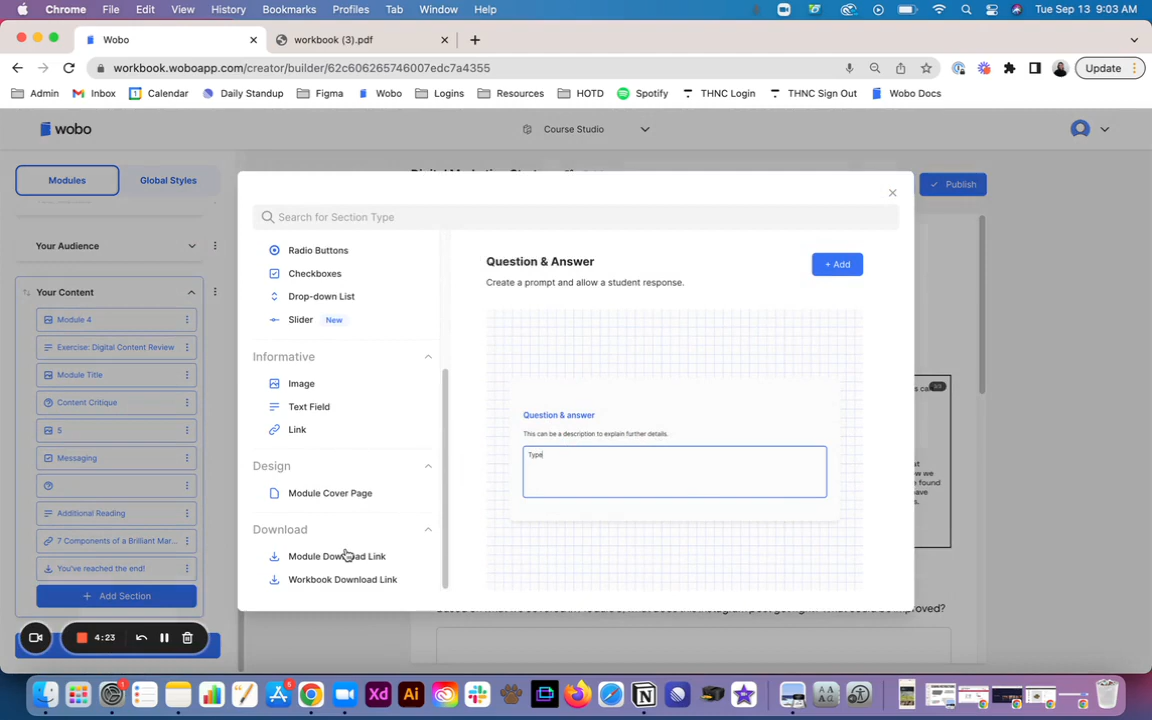 Chrome File Edit View History Bookmarks Profiles Tab Window Help
Tue Sep 13 9:03 AM
Wobo
workbook (3).pdf
workbook.woboapp.com/creator/builder/62c606265746007edc7a4355
Update
Admin Inbox Calendar Daily Standup Figma Wobo Logins Resources HOTD Spotify THNC Login THNC Sign Out Wobo Docs
wobo
Course Studio
Modules
Global Styles
Publish
Search for Section Type
Your Audience
Your Content
Module 4
Exercise: Digital Content Review
Module Title
Content Critique
5
Messaging
Additional Reading
7 Components of a Brilliant Mar...
You've reached the end!
+ Add Section
4:23
Radio Buttons
Checkboxes
Drop-down List
Slider New
Informative
Image
Text Field
Link
Design
Module Cover Page
Download
Module Download Link
Workbook Download Link
Question & Answer
+ Add
Create a prompt and allow a student response.
Question & answer
This can be a description to explain further details.
Type